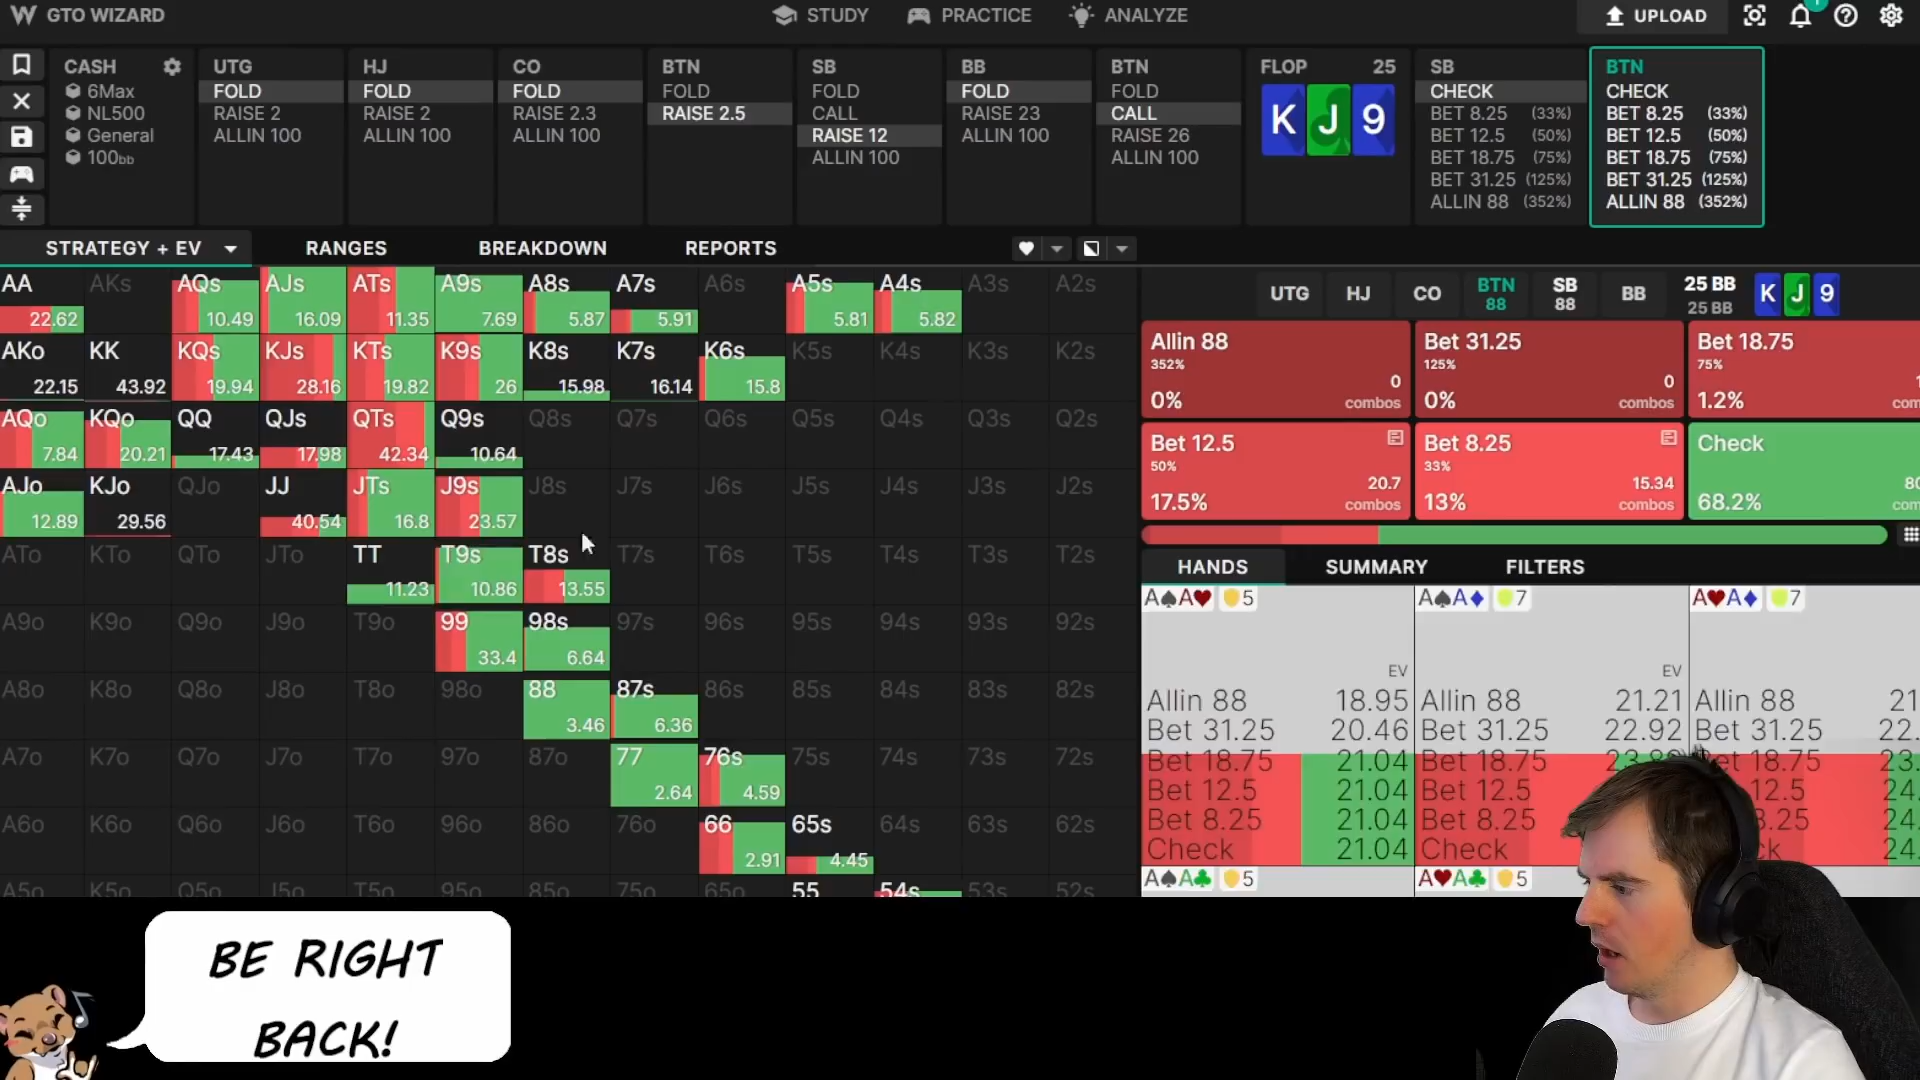 GTO WIZARD
STUDY
PRACTICE
ANALYZE
UPLOAD
CASH
6Max
NL500
General
100bb
UTG
FOLD
RAISE 2
ALLIN 100
HJ
FOLD
RAISE 2
ALLIN 100
CO
FOLD
RAISE 2.3
ALLIN 100
BTN
FOLD
RAISE 2.5
SB
FOLD
CALL
RAISE 12
ALLIN 100
BB
FOLD
RAISE 23
ALLIN 100
BTN
FOLD
CALL
RAISE 26
ALLIN 100
FLOP 25
K J 9
SB
CHECK
BET 8.25 (33%)
BET 12.5 (50%)
BET 18.75 (75%)
BET 31.25 (125%)
ALLIN 88 (352%)
BTN
CHECK
BET 8.25 (33%)
BET 12.5 (50%)
BET 18.75 (75%)
BET 31.25 (125%)
ALLIN 88 (352%)
STRATEGY + EV
RANGES
BREAKDOWN
REPORTS
AA AKs AQs AJs ATs A9s A8s A7s A6s A5s A4s A3s A2s
22.62 10.49 16.09 11.35 7.69 5.87 5.91 5.81 5.82
AKo KK KQs KJs KTs K9s K8s K7s K6s K5s K4s K3s K2s
22.15 43.92 19.94 28.16 19.82 26 15.98 16.14 15.8
AQo KQo QQ QJs QTs Q9s Q8s Q7s Q6s Q5s Q4s Q3s Q2s
7.84 20.21 17.43 17.98 42.34 10.64
AJo KJo QJo JJ JTs J9s J8s J7s J6s J5s J4s J3s J2s
12.89 29.56 40.54 16.8 23.57
ATo KTo QTo JTo TT T9s T8s T7s T6s T5s T4s T3s T2s
11.23 10.86 13.55
A9o K9o Q9o J9o T9o 99 98s 97s 96s 95s 94s 93s 92s
33.4 6.64
A8o K8o Q8o J8o T8o 98o 88 87s 86s 85s 84s 83s 82s
3.46 6.36
A7o K7o Q7o J7o T7o 97o 87o 77 76s 75s 74s 73s 72s
2.64 4.59
A6o K6o Q6o J6o T6o 96o 86o 76o 66 65s 64s 63s 62s
2.91 4.45
A5o K5o Q5o J5o T5o 95o 85o 75o 65o 55 54s 53s 52s
UTG
HJ
CO
BTN
88
SB
88
BB
25 BB
25 BB
K J 9
Allin 88
352%
0
0% combos
Bet 31.25
125%
0
0% combos
Bet 18.75
75%
1.2%
Bet 12.5
50%
20.7
17.5% combos
Bet 8.25
33%
15.34
13% combos
Check
68.2%
HANDS
SUMMARY
FILTERS
A♠A♥ 5
EV
Allin 88 18.95
Bet 31.25 20.46
Bet 18.75 21.04
Bet 12.5 21.04
Bet 8.25 21.04
Check 21.04
A♠A♦ 7
EV
Allin 88 21.21
Bet 31.25 22.92
Bet 18.75
Bet 12.5
Bet 8.25
Check
A♥A♦ 7
Allin 88
Bet 31.25
A♠A♣ 5
A♥A♣ 5
BE RIGHT
BACK!